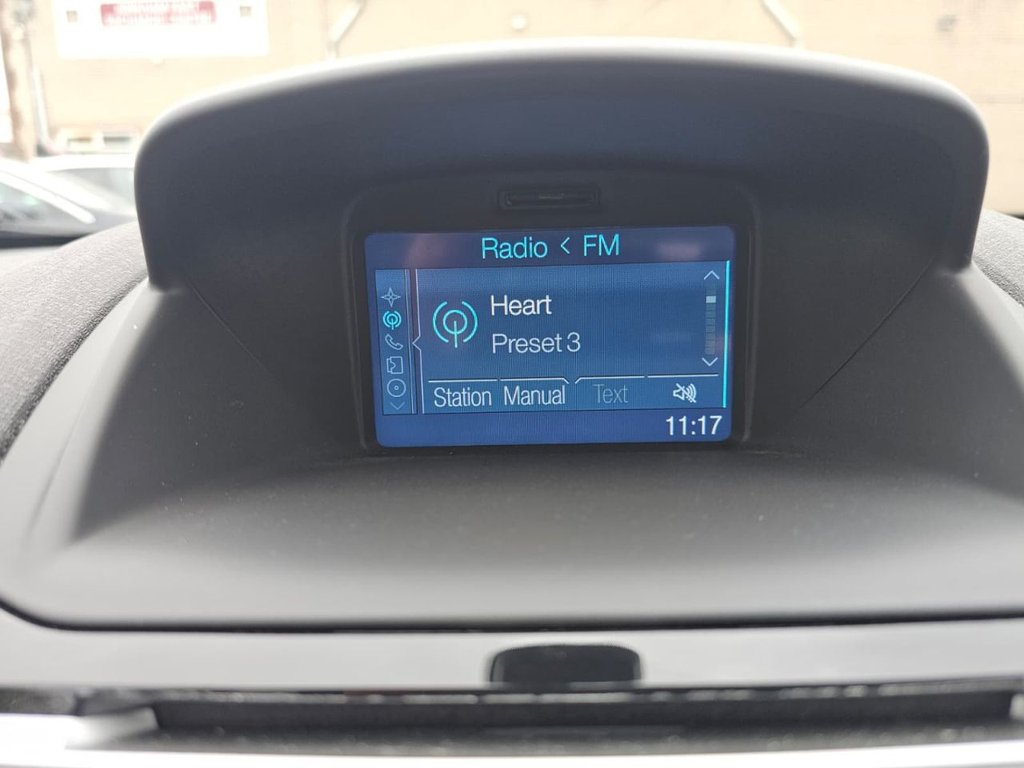 Radio < FM
Heart
Preset 3
Station Manual Text
11:17